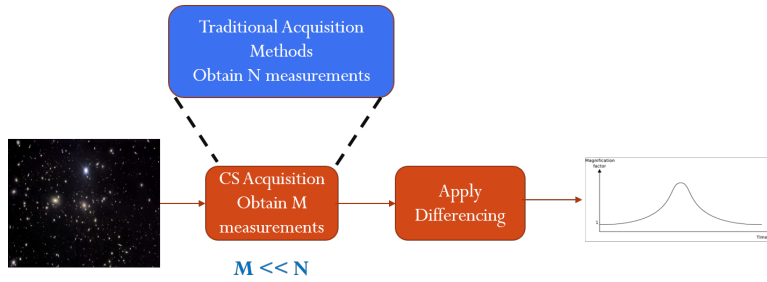 Traditional Acquisition
Methods
Obtain N measurements
CS Acquisition
Obtain M
measurements
Apply
Differencing
Magnification
factor
1
Time
M << N